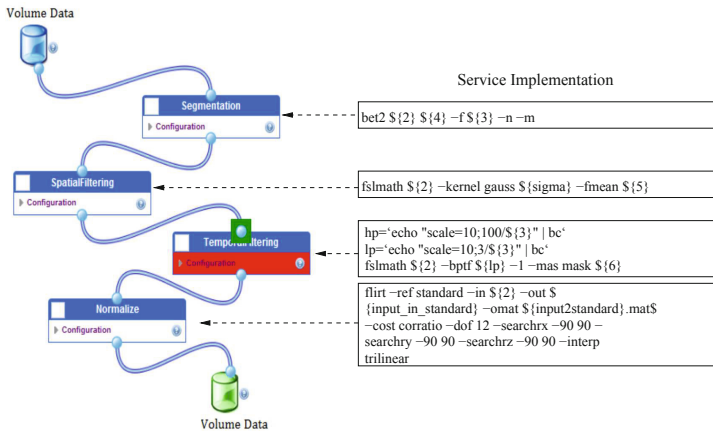 Volume Data
Service Implementation
Segmentation
Configuration
bet2 ${2} ${4} −f ${3} −n −m
SpatialFiltering
Configuration
fslmath ${2} −kernel gauss ${sigma} −fmean ${5}
TemporalFiltering
Configuration
hp=‘echo "scale=10;100/${3}" | bc‘
lp=‘echo "scale=10;3/${3}" | bc‘
fslmath ${2} −bptf ${lp} −1 −mas mask ${6}
Normalize
Configuration
flirt −ref standard −in ${2} −out $
{input_in_standard} −omat ${input2standard}.mat$
−cost corratio −dof 12 −searchrx −90 90 −
searchry −90 90 −searchrz −90 90 −interp
trilinear
Volume Data